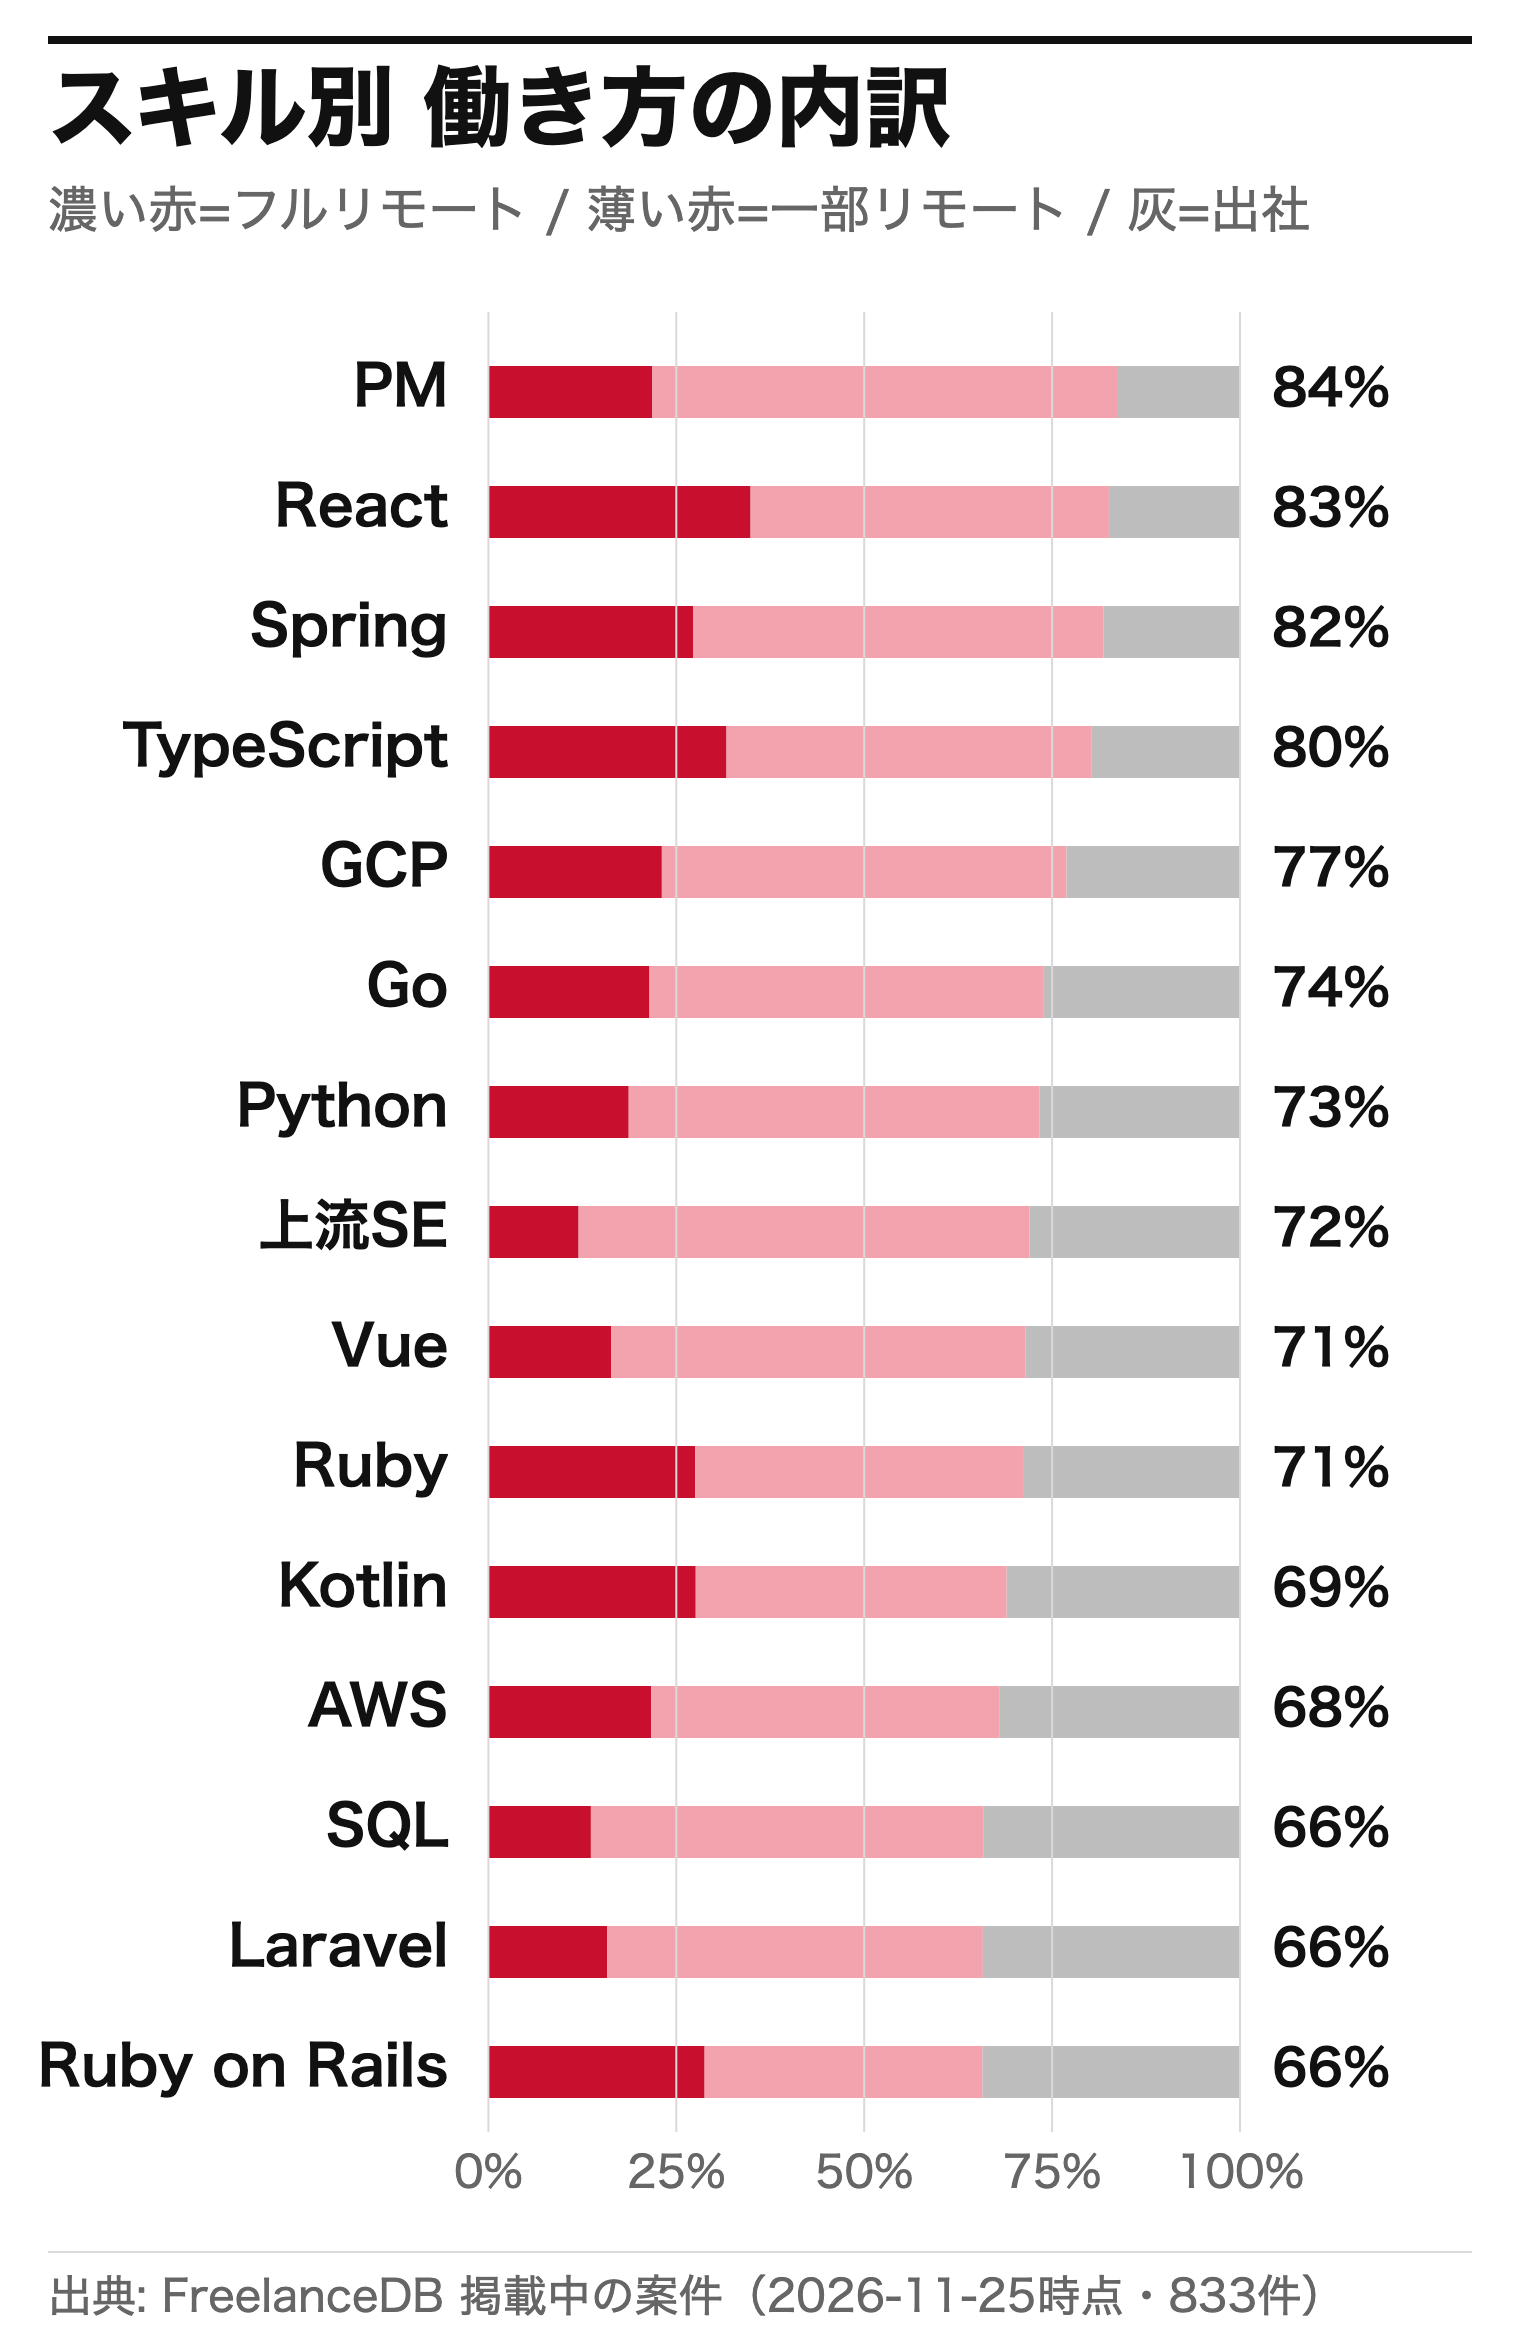 スキル別 働き方の内訳
濃い赤=フルリモート / 薄い赤=一部リモート / 灰=出社
PM 84%
React 83%
Spring 82%
TypeScript 80%
GCP 77%
Go 74%
Python 73%
上流SE 72%
Vue 71%
Ruby 71%
Kotlin 69%
AWS 68%
SQL 66%
Laravel 66%
Ruby on Rails 66%
0% 25% 50% 75% 100%
出典: FreelanceDB 掲載中の案件（2026-11-25時点・833件）